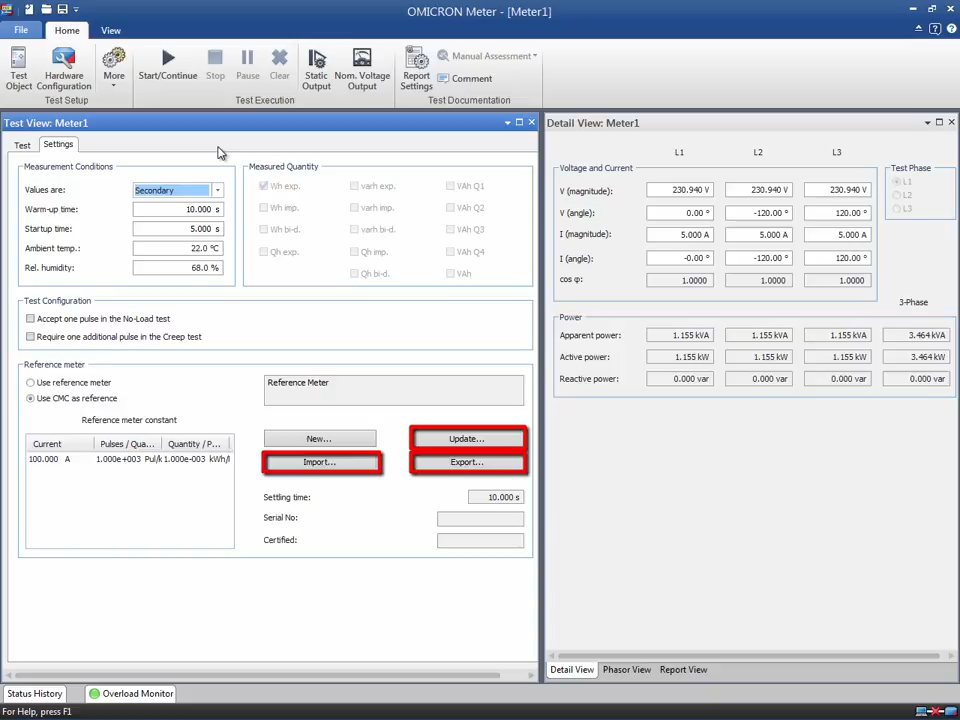 OMICRON Meter - [Meter1]
File
Home
View
Test Object
Hardware Configuration
More
Start/Continue
Stop
Pause
Clear
Static Output
Nom. Voltage Output
Report Settings
Manual Assessment
Comment
Test Setup
Test Execution
Test Documentation
Test View: Meter1
Test
Settings
Measurement Conditions
Values are: Secondary
Warm-up time: 10.000 s
Startup time: 5.000 s
Ambient temp.: 22.0 °C
Rel. humidity: 68.0 %
Measured Quantity
Wh exp. varh exp. VAh Q1
Wh imp. varh imp. VAh Q2
Wh bi-d. varh bi-d. VAh Q3
Qh exp. Qh imp. VAh Q4
Qh bi-d. VAh
Test Configuration
Accept one pulse in the No-Load test
Require one additional pulse in the Creep test
Reference meter
Use reference meter
Use CMC as reference
Reference Meter
Reference meter constant
Current Pulses / Qua... Quantity / P...
100.000 A 1.000e+003 Pul/k 1.000e-003 kWh/l
New...
Update...
Import...
Export...
Settling time: 10.000 s
Serial No:
Certified:
Detail View: Meter1
L1 L2 L3
Voltage and Current
V (magnitude): 230.940 V 230.940 V 230.940 V
V (angle): 0.00 ° -120.00 ° 120.00 °
I (magnitude): 5.000 A 5.000 A 5.000 A
I (angle): -0.00 ° -120.00 ° 120.00 °
cos φ: 1.0000 1.0000 1.0000
Test Phase
L1
L2
L3
3-Phase
Power
Apparent power: 1.155 kVA 1.155 kVA 1.155 kVA 3.464 kVA
Active power: 1.155 kW 1.155 kW 1.155 kW 3.464 kW
Reactive power: 0.000 var 0.000 var 0.000 var 0.000 var
Detail View
Phasor View
Report View
Status History
Overload Monitor
For Help, press F1